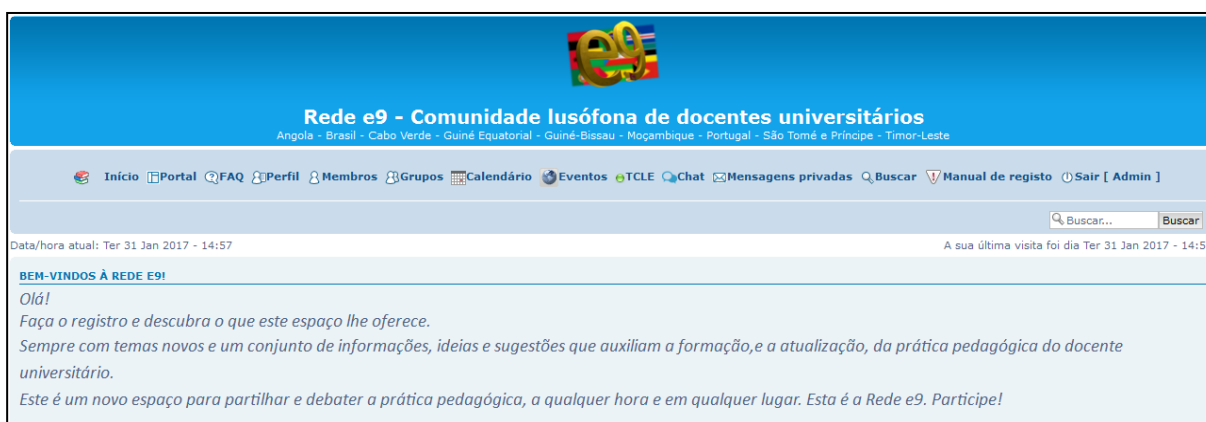 e9
Rede e9 - Comunidade lusófona de docentes universitários
Angola - Brasil - Cabo Verde - Guiné Equatorial - Guiné-Bissau - Moçambique - Portugal - São Tomé e Príncipe - Timor-Leste
Início Portal FAQ Perfil Membros Grupos Calendário Eventos TCLE Chat Mensagens privadas Buscar Manual de registo Sair [ Admin ]
Buscar... Buscar
Data/hora atual: Ter 31 Jan 2017 - 14:57 A sua última visita foi dia Ter 31 Jan 2017 - 14:5
BEM-VINDOS À REDE E9!
Olá!
Faça o registro e descubra o que este espaço lhe oferece.
Sempre com temas novos e um conjunto de informações, ideias e sugestões que auxiliam a formação,e a atualização, da prática pedagógica do docente
universitário.
Este é um novo espaço para partilhar e debater a prática pedagógica, a qualquer hora e em qualquer lugar. Esta é a Rede e9. Participe!